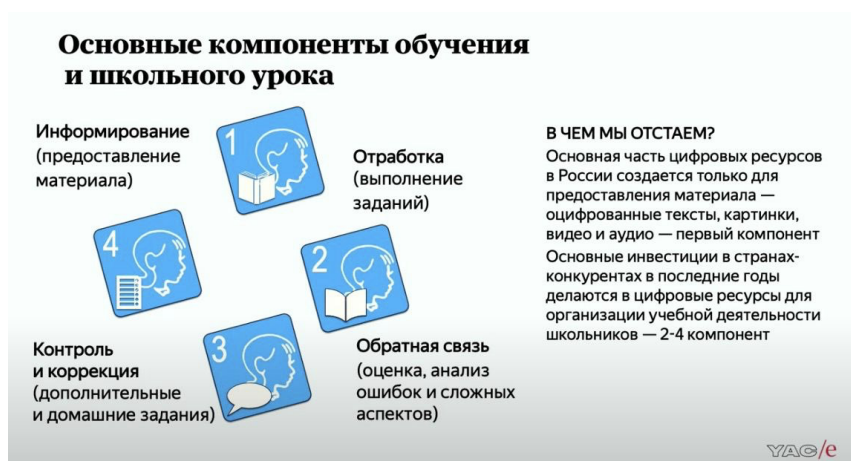 Основные компоненты обучения
и школьного урока
Информирование
(предоставление
материала)
1
Отработка
(выполнение
заданий)
4
2
3
Контроль
и коррекция
(дополнительные
и домашние задания)
Обратная связь
(оценка, анализ
ошибок и сложных
аспектов)
В ЧЕМ МЫ ОТСТАЕМ?
Основная часть цифровых ресурсов
в России создается только для
предоставления материала —
оцифрованные тексты, картинки,
видео и аудио — первый компонент
Основные инвестиции в странах-
конкурентах в последние годы
делаются в цифровые ресурсы для
организации учебной деятельности
школьников — 2-4 компонент
YAC/e